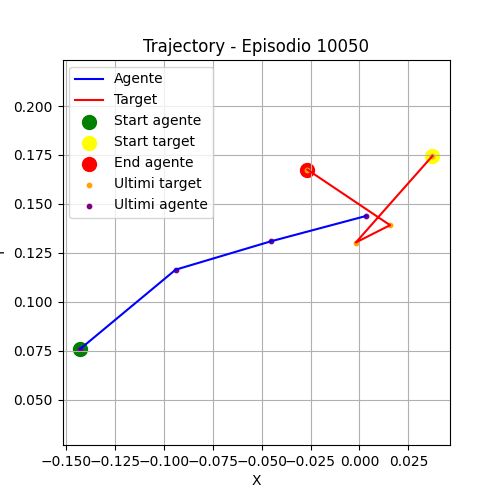 Trajectory - Episodio 10050
Agente
Target
Start agente
Start target
End agente
Ultimi target
Ultimi agente
0.200
0.175
0.150
0.125
0.100
0.075
0.050
−0.150 −0.125 −0.100 −0.075 −0.050 −0.025 0.000 0.025
X